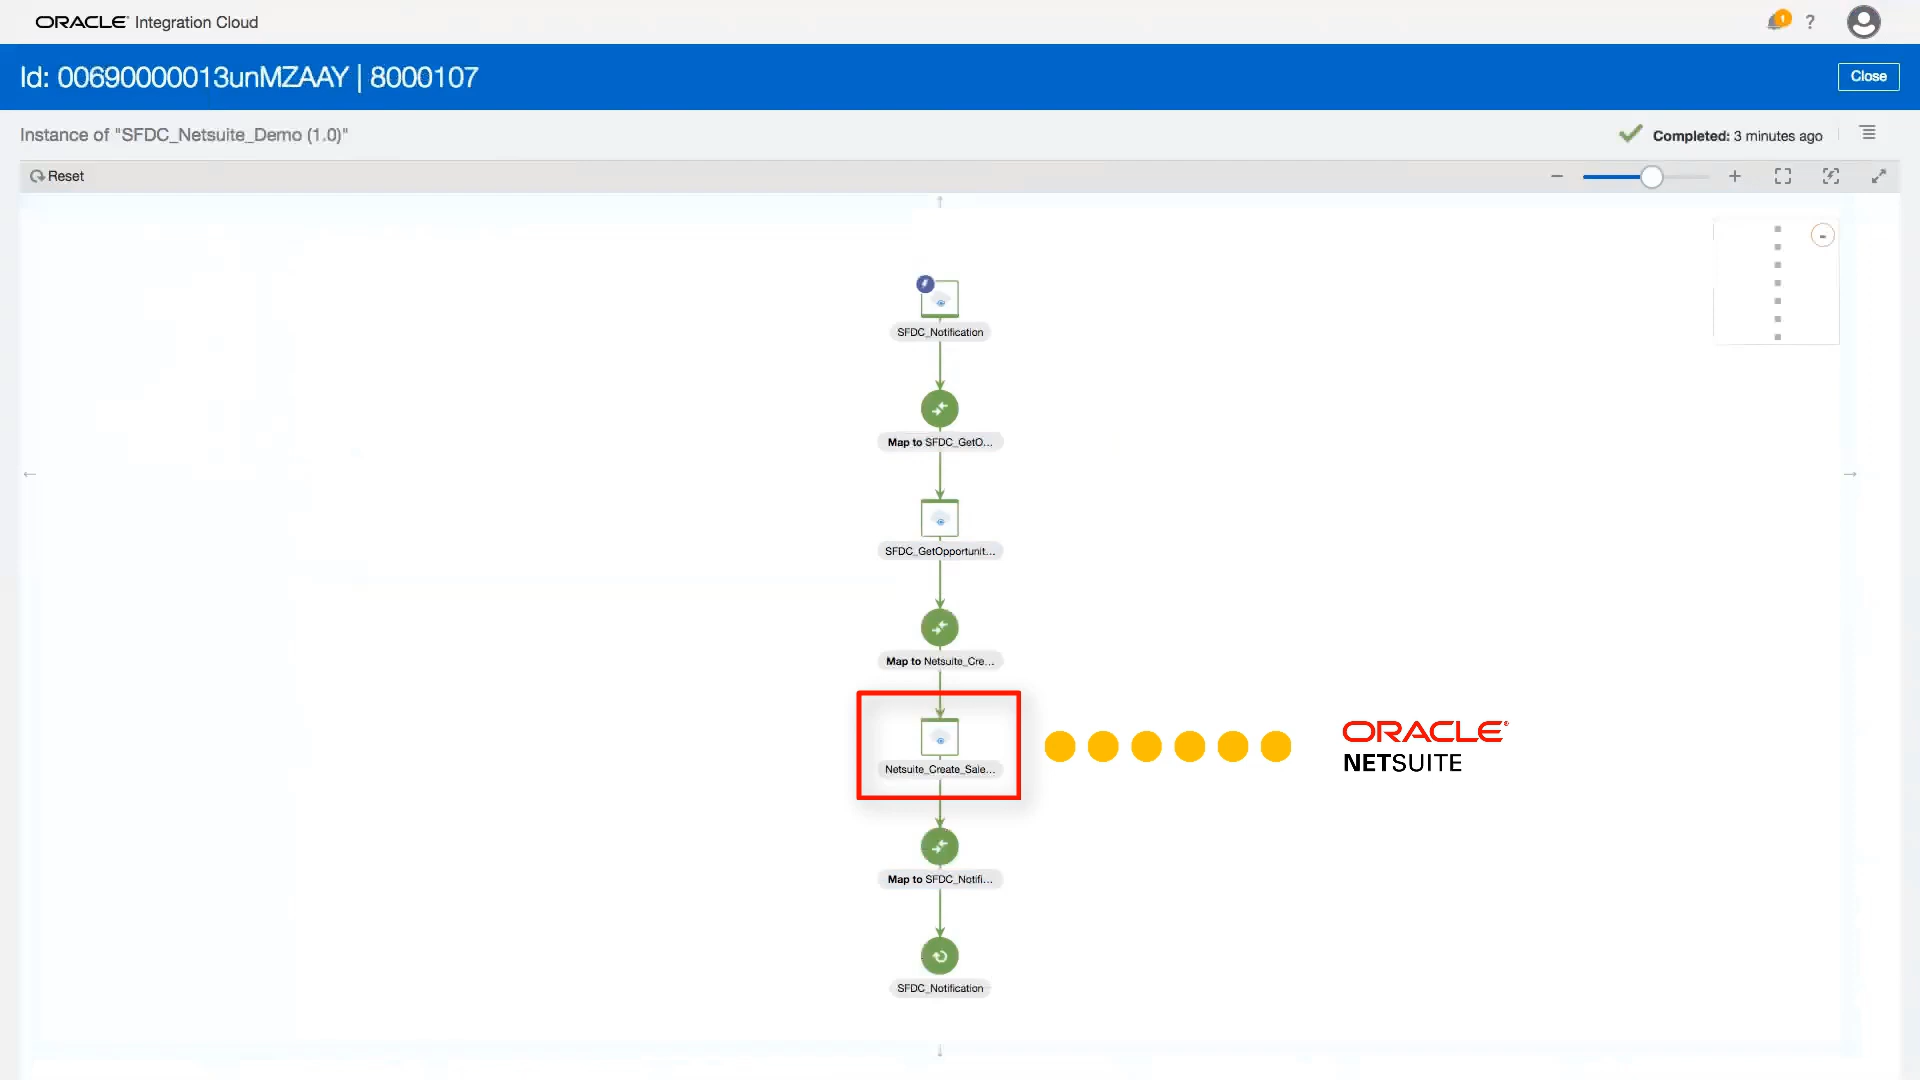 ORACLE Integration Cloud
1
?
Id: 00690000013unMZAAY | 8000107
Close
Instance of "SFDC_Netsuite_Demo (1.0)"
Completed: 3 minutes ago
Reset
SFDC_Notification
Map to SFDC_GetO...
SFDC_GetOpportunit...
Map to Netsuite_Cre...
Netsuite_Create_Sale...
ORACLE
NETSUITE
Map to SFDC_Notifi...
SFDC_Notification